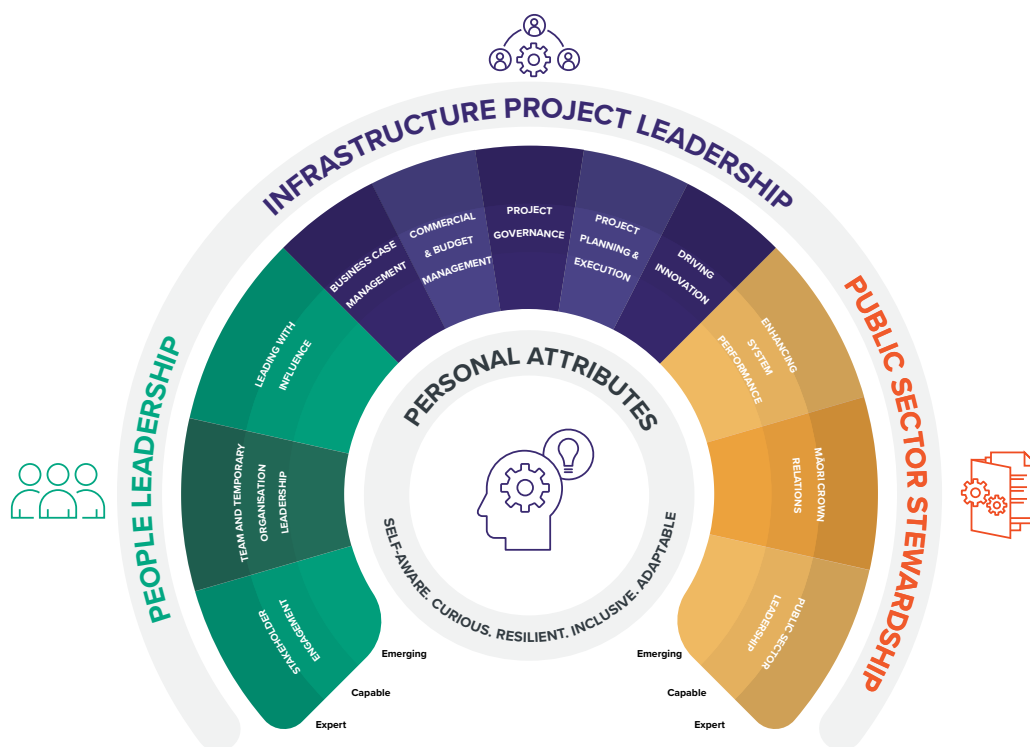 INFRASTRUCTURE PROJECT LEADERSHIP
PEOPLE LEADERSHIP
PUBLIC SECTOR STEWARDSHIP
STAKEHOLDER
ENGAGEMENT
TEAM AND TEMPORARY
ORGANISATION
LEADERSHIP
LEADING WITH
INFLUENCE
BUSINESS CASE
MANAGEMENT
COMMERCIAL
& BUDGET
MANAGEMENT
PROJECT
GOVERNANCE
PROJECT
PLANNING &
EXECUTION
DRIVING
INNOVATION
ENHANCING
SYSTEM
PERFORMANCE
MĀORI CROWN
RELATIONS
PUBLIC SECTOR
LEADERSHIP
PERSONAL ATTRIBUTES
SELF-AWARE. CURIOUS. RESILIENT. INCLUSIVE. ADAPTABLE
Emerging
Capable
Expert
Emerging
Capable
Expert